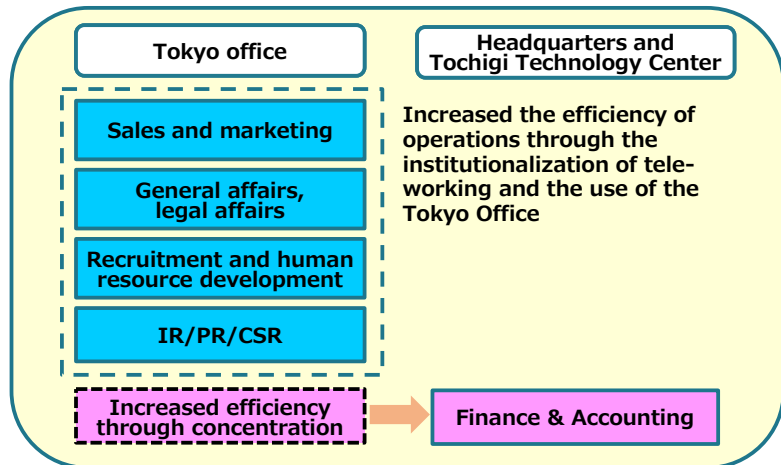 Tokyo office
Headquarters and
Tochigi Technology Center
Sales and marketing
General affairs,
legal affairs
Recruitment and human
resource development
IR/PR/CSR
Increased the efficiency of
operations through the
institutionalization of tele-
working and the use of the
Tokyo Office
Increased efficiency
through concentration
Finance & Accounting